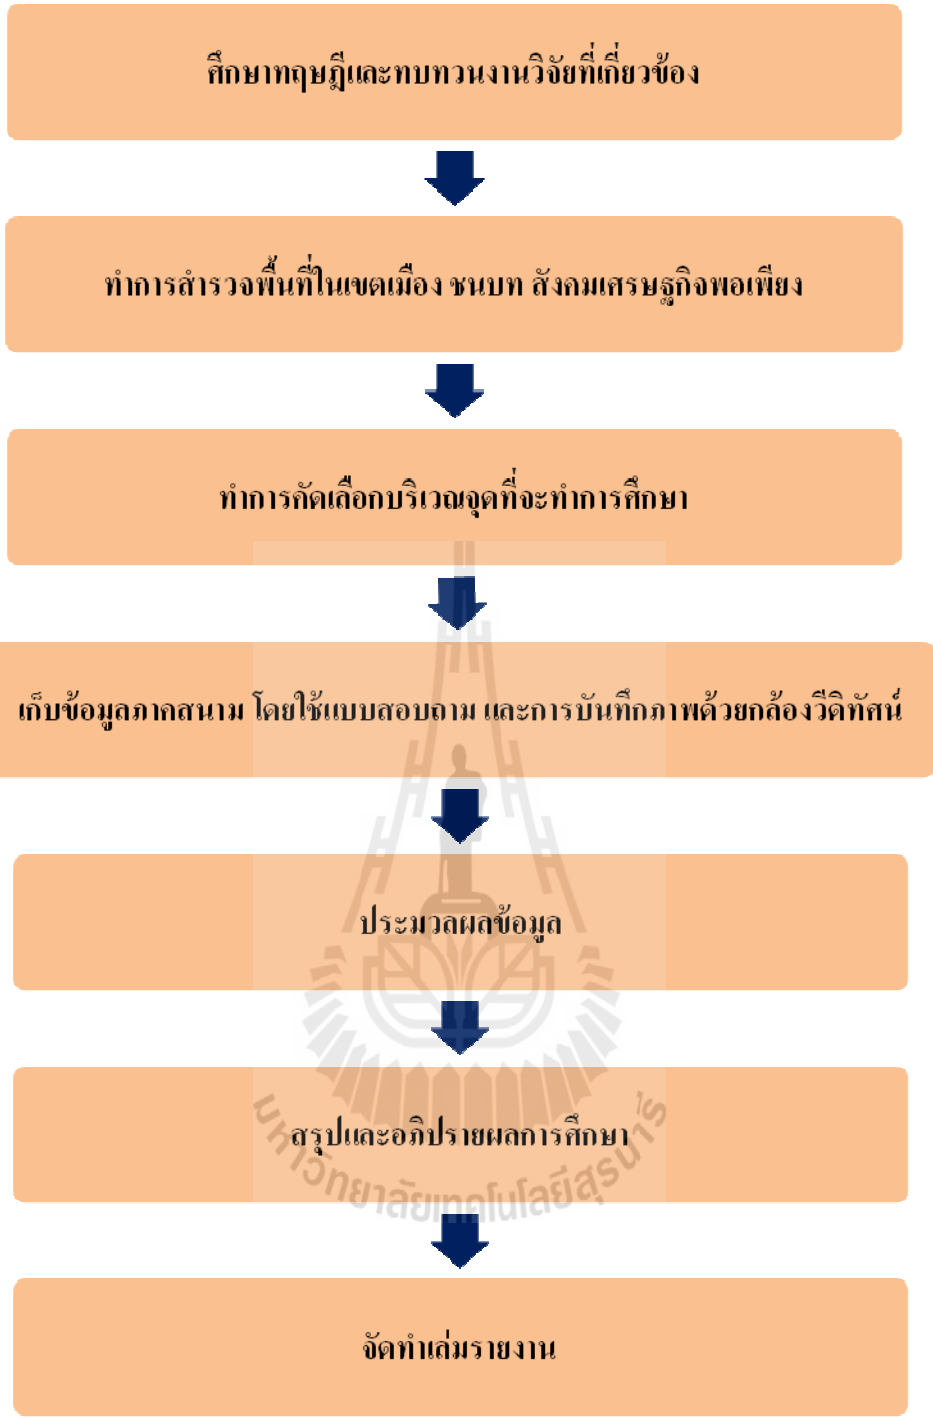 ศึกษาทฤษฎีและทบทวนงานวิจัยที่เกี่ยวข้อง
ทำการสำรวจพื้นที่ในเขตเมือง ชนบท สังคมเศรษฐกิจพอเพียง
ทำการคัดเลือกบริเวณจุดที่จะทำการศึกษา
เก็บข้อมูลภาคสนาม โดยใช้แบบสอบถาม และการบันทึกภาพด้วยกล้องวีดิทัศน์
ประมวลผลข้อมูล
สรุปและอภิปรายผลการศึกษา
มหาวิทยาลัยเทคโนโลยีสุรนารี
จัดทำเล่มรายงาน